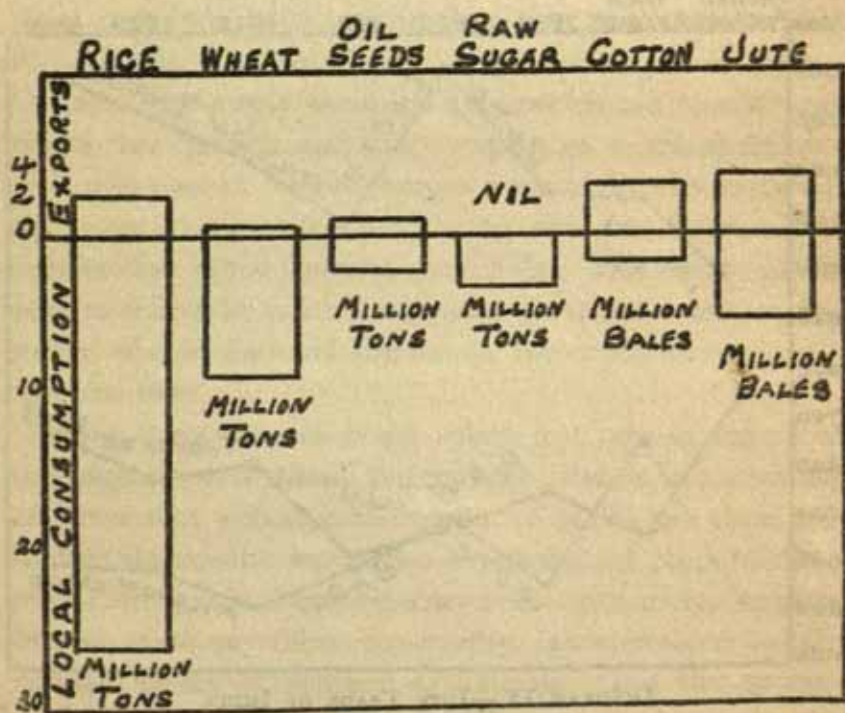 RICE
WHEAT
OIL
SEEDS
RAW
SUGAR
COTTON
JUTE
EXPORTS
4
2
0
10
20
30
LOCAL CONSUMPTION
NIL
MILLION
TONS
MILLION
TONS
MILLION
TONS
MILLION
TONS
MILLION
BALES
MILLION
BALES